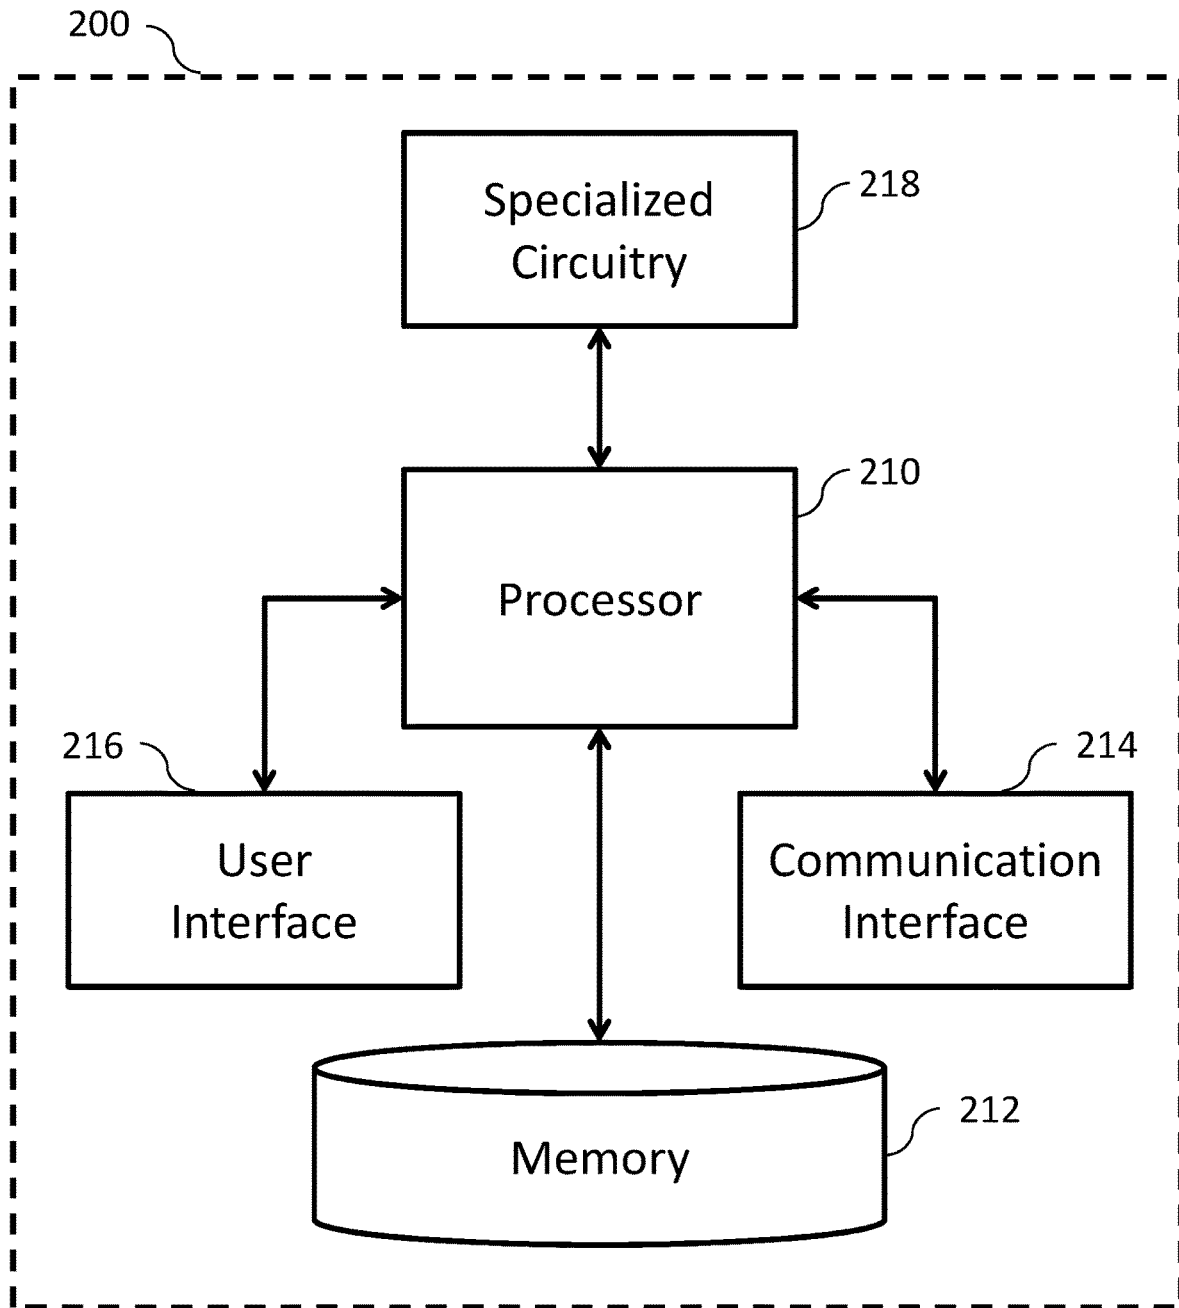 200
Specialized
Circuitry
218
210
Processor
216
214
User
Interface
Communication
Interface
212
Memory